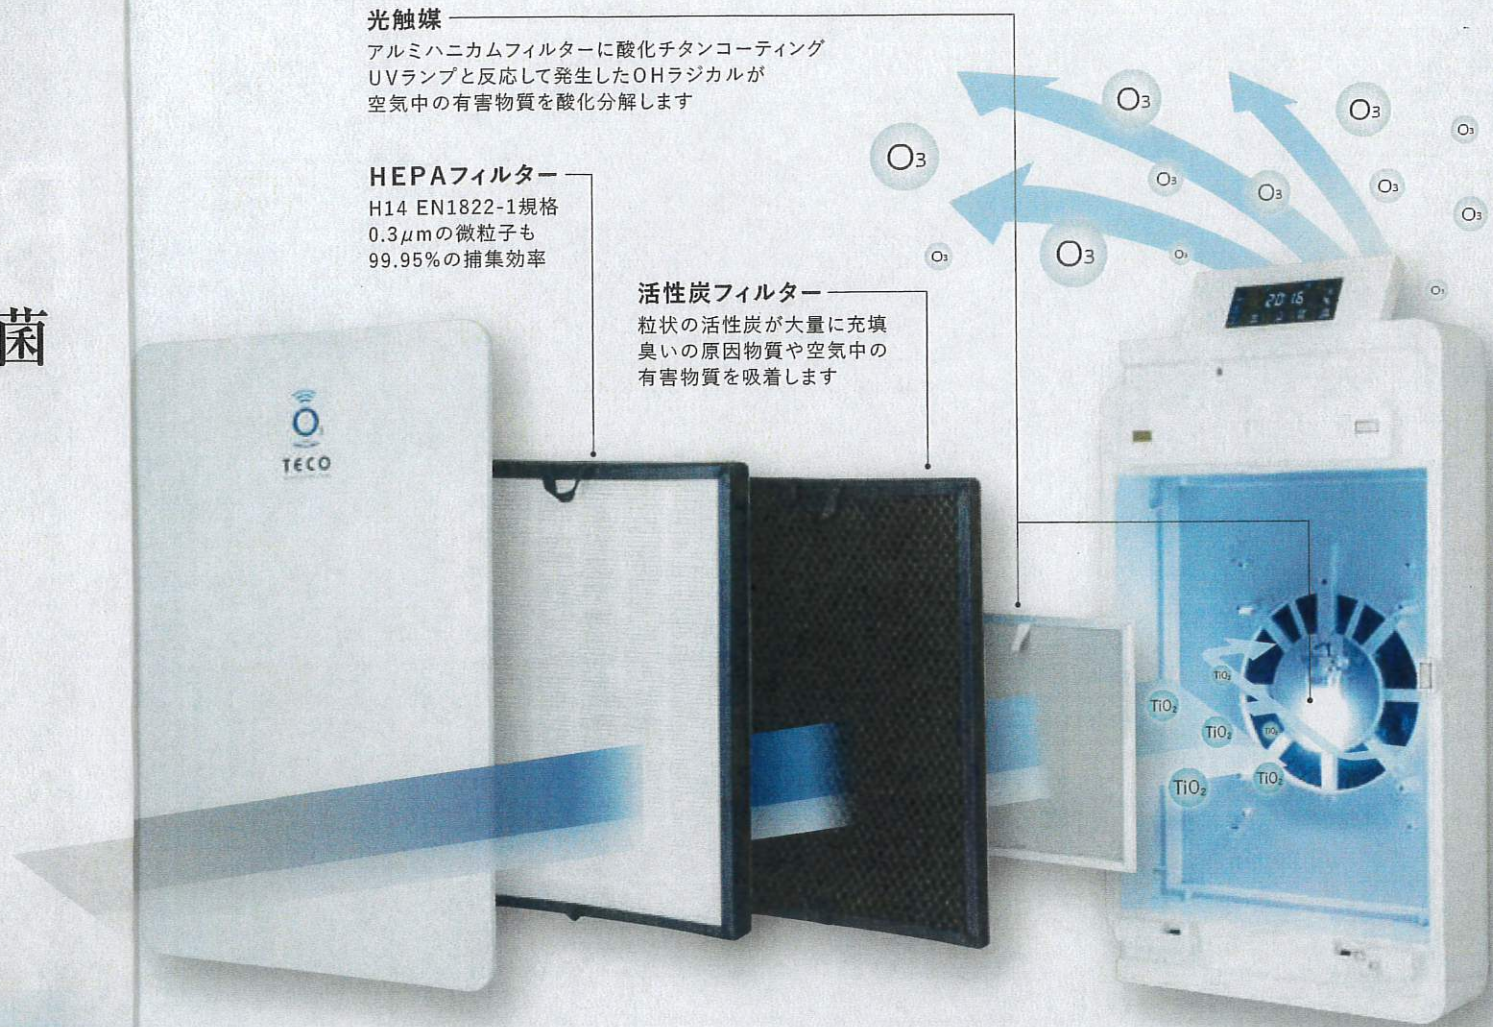 光触媒
アルミハニカムフィルターに酸化チタンコーティング
UVランプと反応して発生したOHラジカルが
空気中の有害物質を酸化分解します
HEPAフィルター
H14 EN1822-1規格
0.3μmの微粒子も
99.95%の捕集効率
活性炭フィルター
粒状の活性炭が大量に充填
臭いの原因物質や空気中の
有害物質を吸着します
菌
O₃
O₃
O₃
O₃
O₃
O₃
O₃
O₃
O₃
O₃
O₃
O₃
2016
O₃
TECO
TiO₂
TiO₂
TiO₂
TiO₂
TiO₂
TiO₂